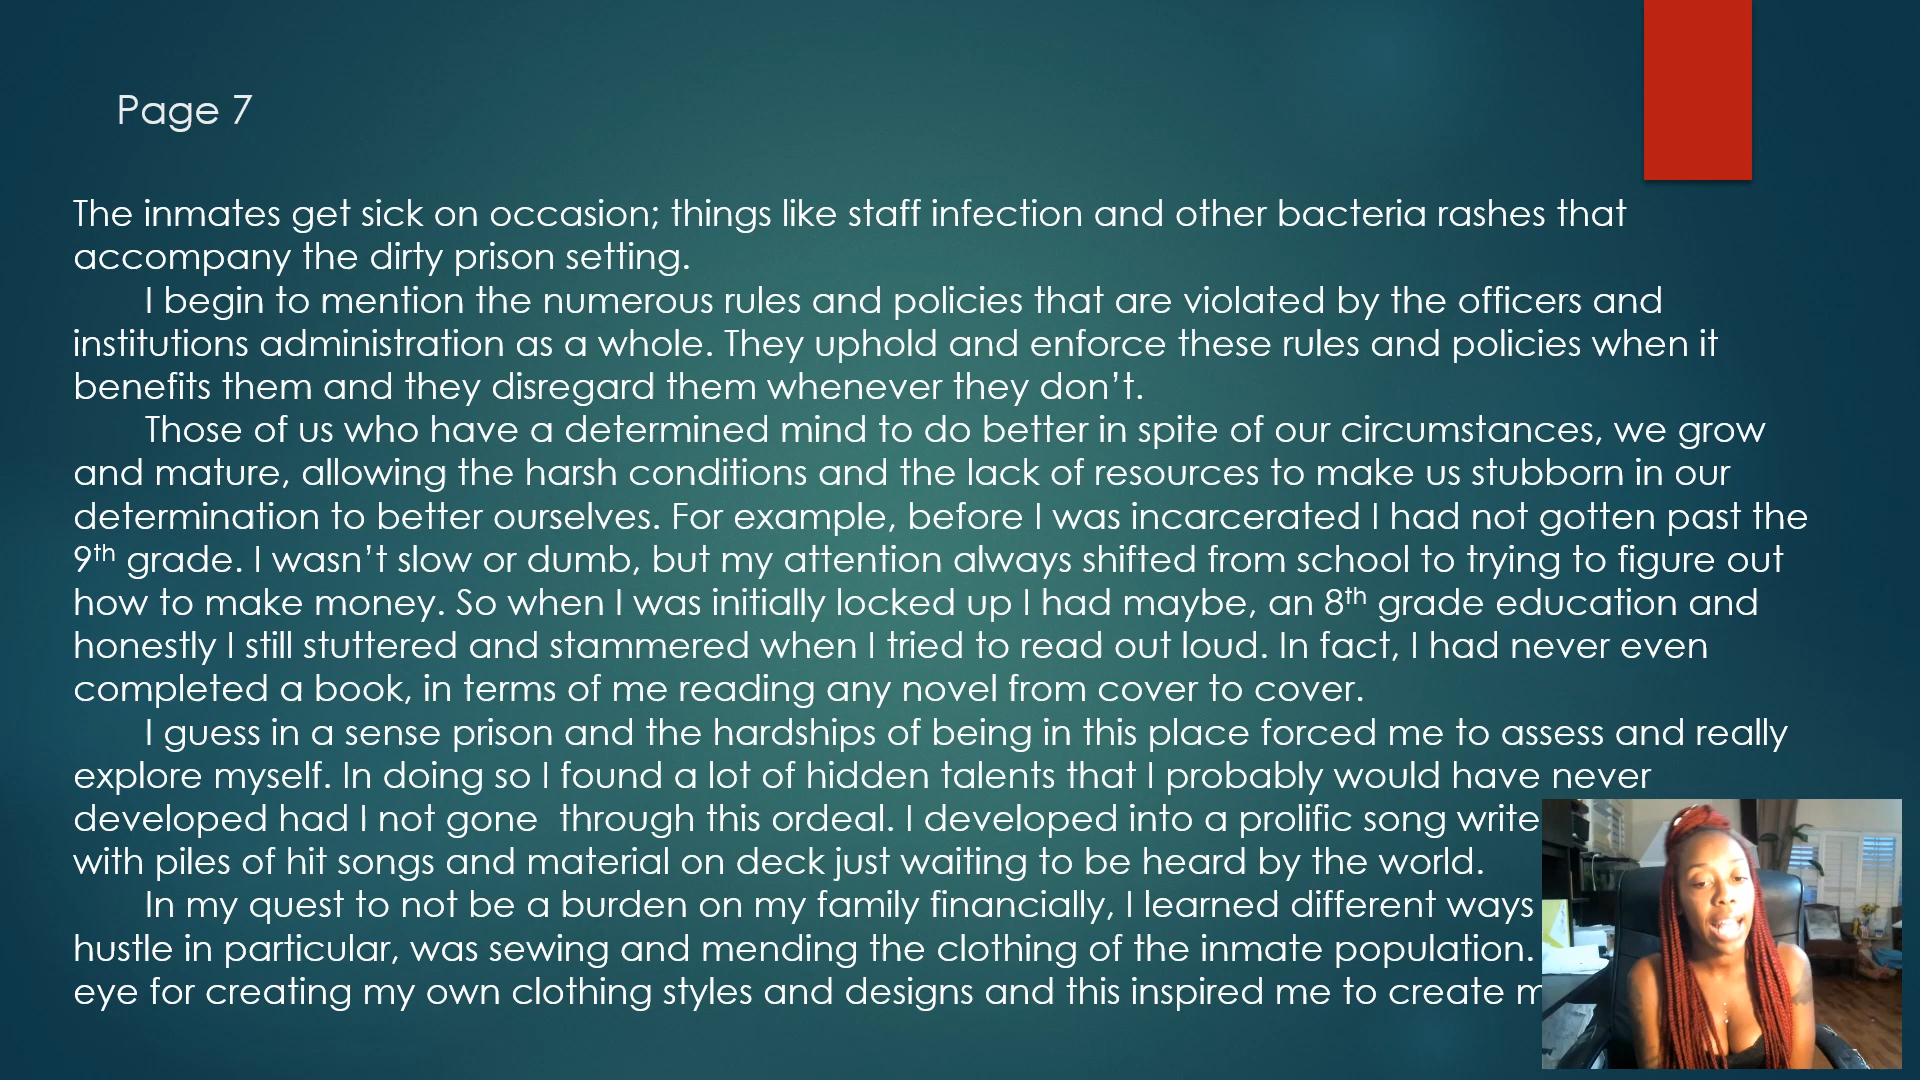 Page 7
The inmates get sick on occasion; things like staff infection and other bacteria rashes that
accompany the dirty prison setting.
I begin to mention the numerous rules and policies that are violated by the officers and
institutions administration as a whole. They uphold and enforce these rules and policies when it
benefits them and they disregard them whenever they don’t.
Those of us who have a determined mind to do better in spite of our circumstances, we grow
and mature, allowing the harsh conditions and the lack of resources to make us stubborn in our
determination to better ourselves. For example, before I was incarcerated I had not gotten past the
9th grade. I wasn’t slow or dumb, but my attention always shifted from school to trying to figure out
how to make money. So when I was initially locked up I had maybe, an 8th grade education and
honestly I still stuttered and stammered when I tried to read out loud. In fact, I had never even
completed a book, in terms of me reading any novel from cover to cover.
I guess in a sense prison and the hardships of being in this place forced me to assess and really
explore myself. In doing so I found a lot of hidden talents that I probably would have never
developed had I not gone  through this ordeal. I developed into a prolific song write
with piles of hit songs and material on deck just waiting to be heard by the world.
In my quest to not be a burden on my family financially, I learned different ways
hustle in particular, was sewing and mending the clothing of the inmate population.
eye for creating my own clothing styles and designs and this inspired me to create